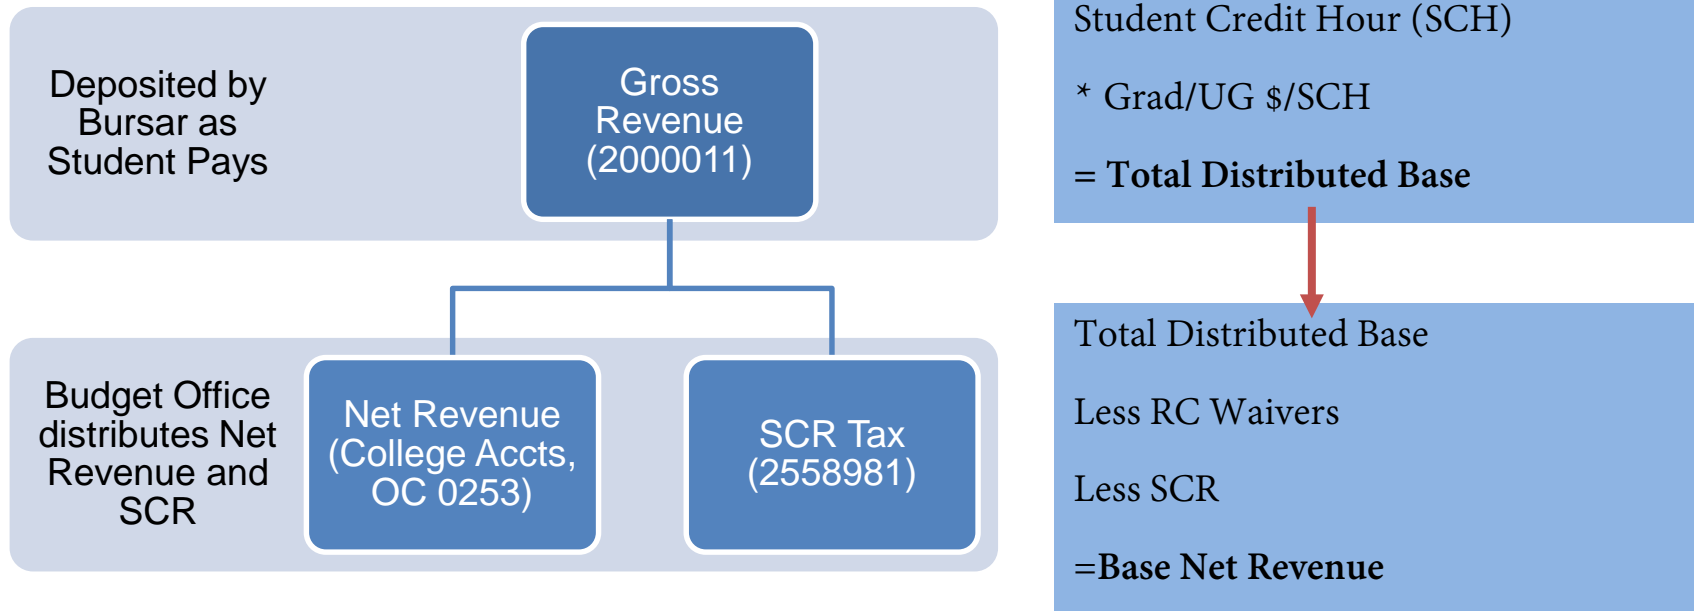 Deposited by
Bursar as
Student Pays
Gross
Revenue
(2000011)
Budget Office
distributes Net
Revenue and
SCR
Net Revenue
(College Accts,
OC 0253)
SCR Tax
(2558981)
Student Credit Hour (SCH)
* Grad/UG $/SCH
= Total Distributed Base
Total Distributed Base
Less RC Waivers
Less SCR
=Base Net Revenue